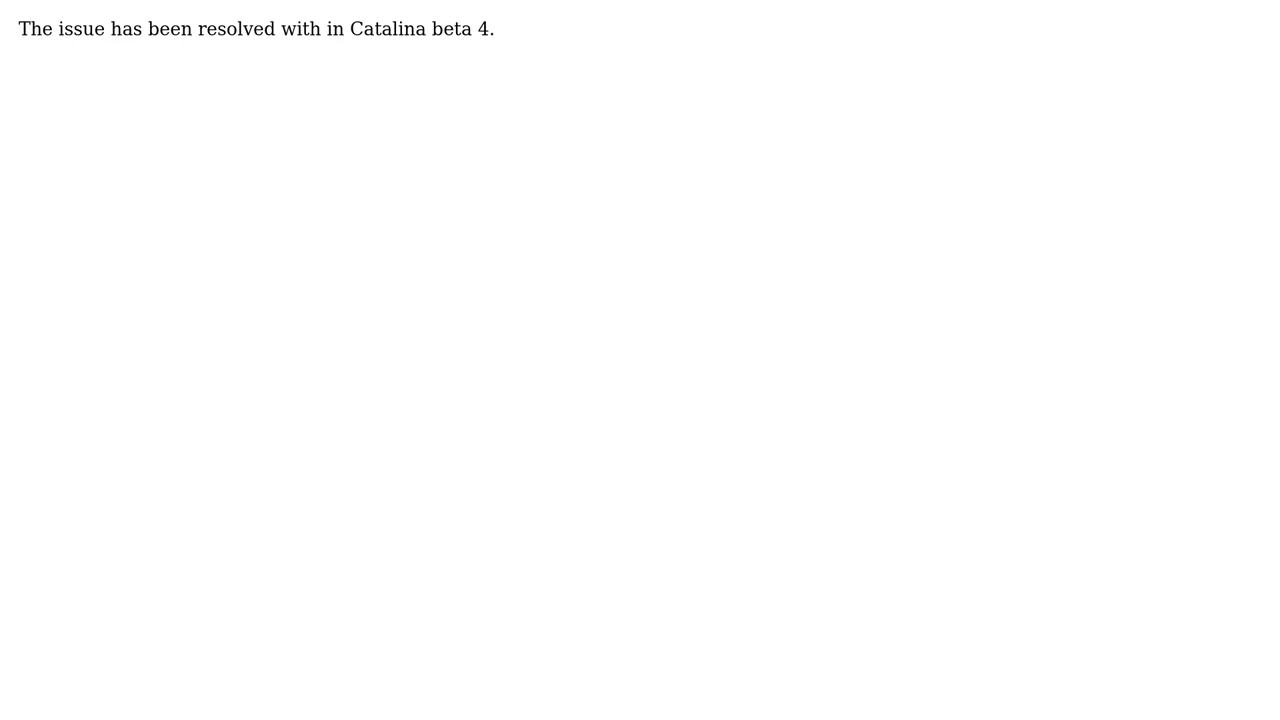 The issue has been resolved with in Catalina beta 4.